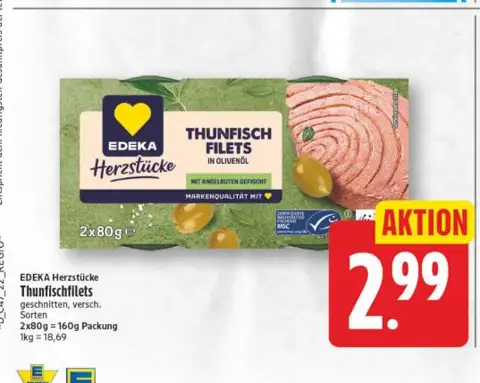 EDEKA
Herzstücke
THUNFISCH
FILETS
IN OLIVENÖL
MIT ANGELRUTEN GEFISCHT
MARKENQUALITÄT MIT
2x80g e
MSC
AKTION
2.99
EDEKA Herzstücke
Thunfischfilets
geschnitten, versch.
Sorten
2x80g = 160g Packung
1kg = 18,69